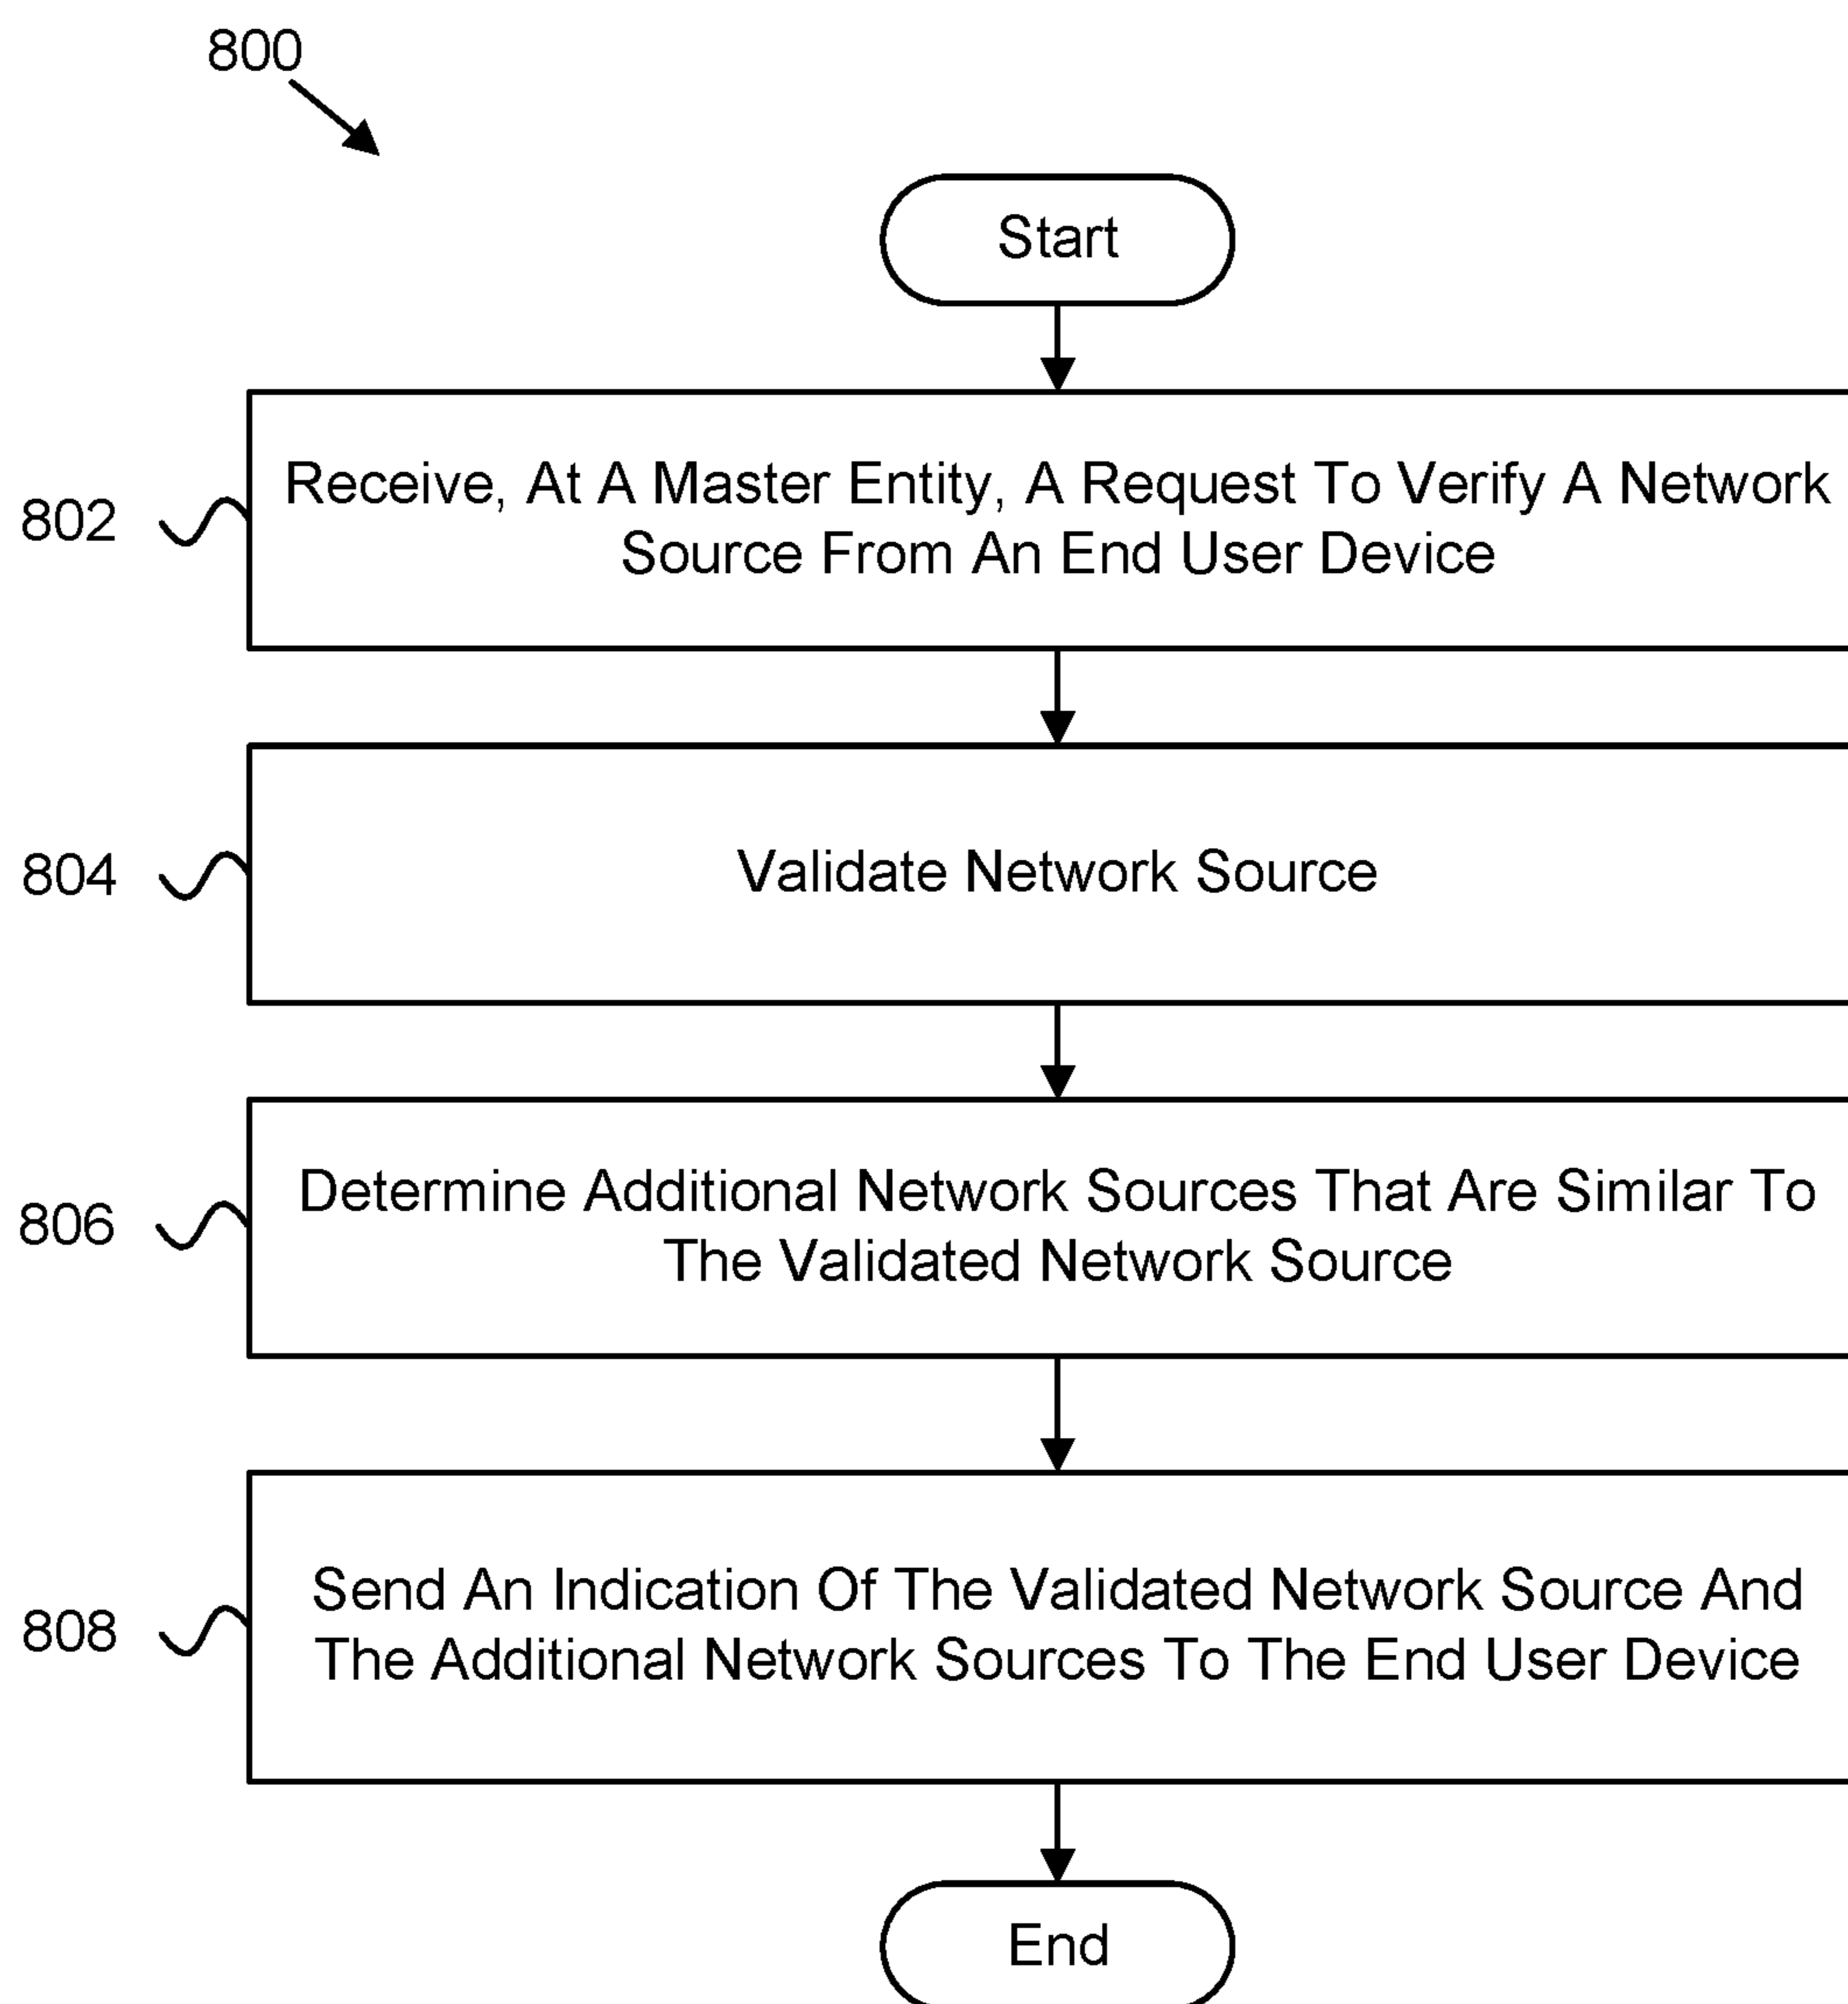 800
Start
802
Receive, At A Master Entity, A Request To Verify A Network
Source From An End User Device
804
Validate Network Source
806
Determine Additional Network Sources That Are Similar To
The Validated Network Source
808
Send An Indication Of The Validated Network Source And
The Additional Network Sources To The End User Device
End